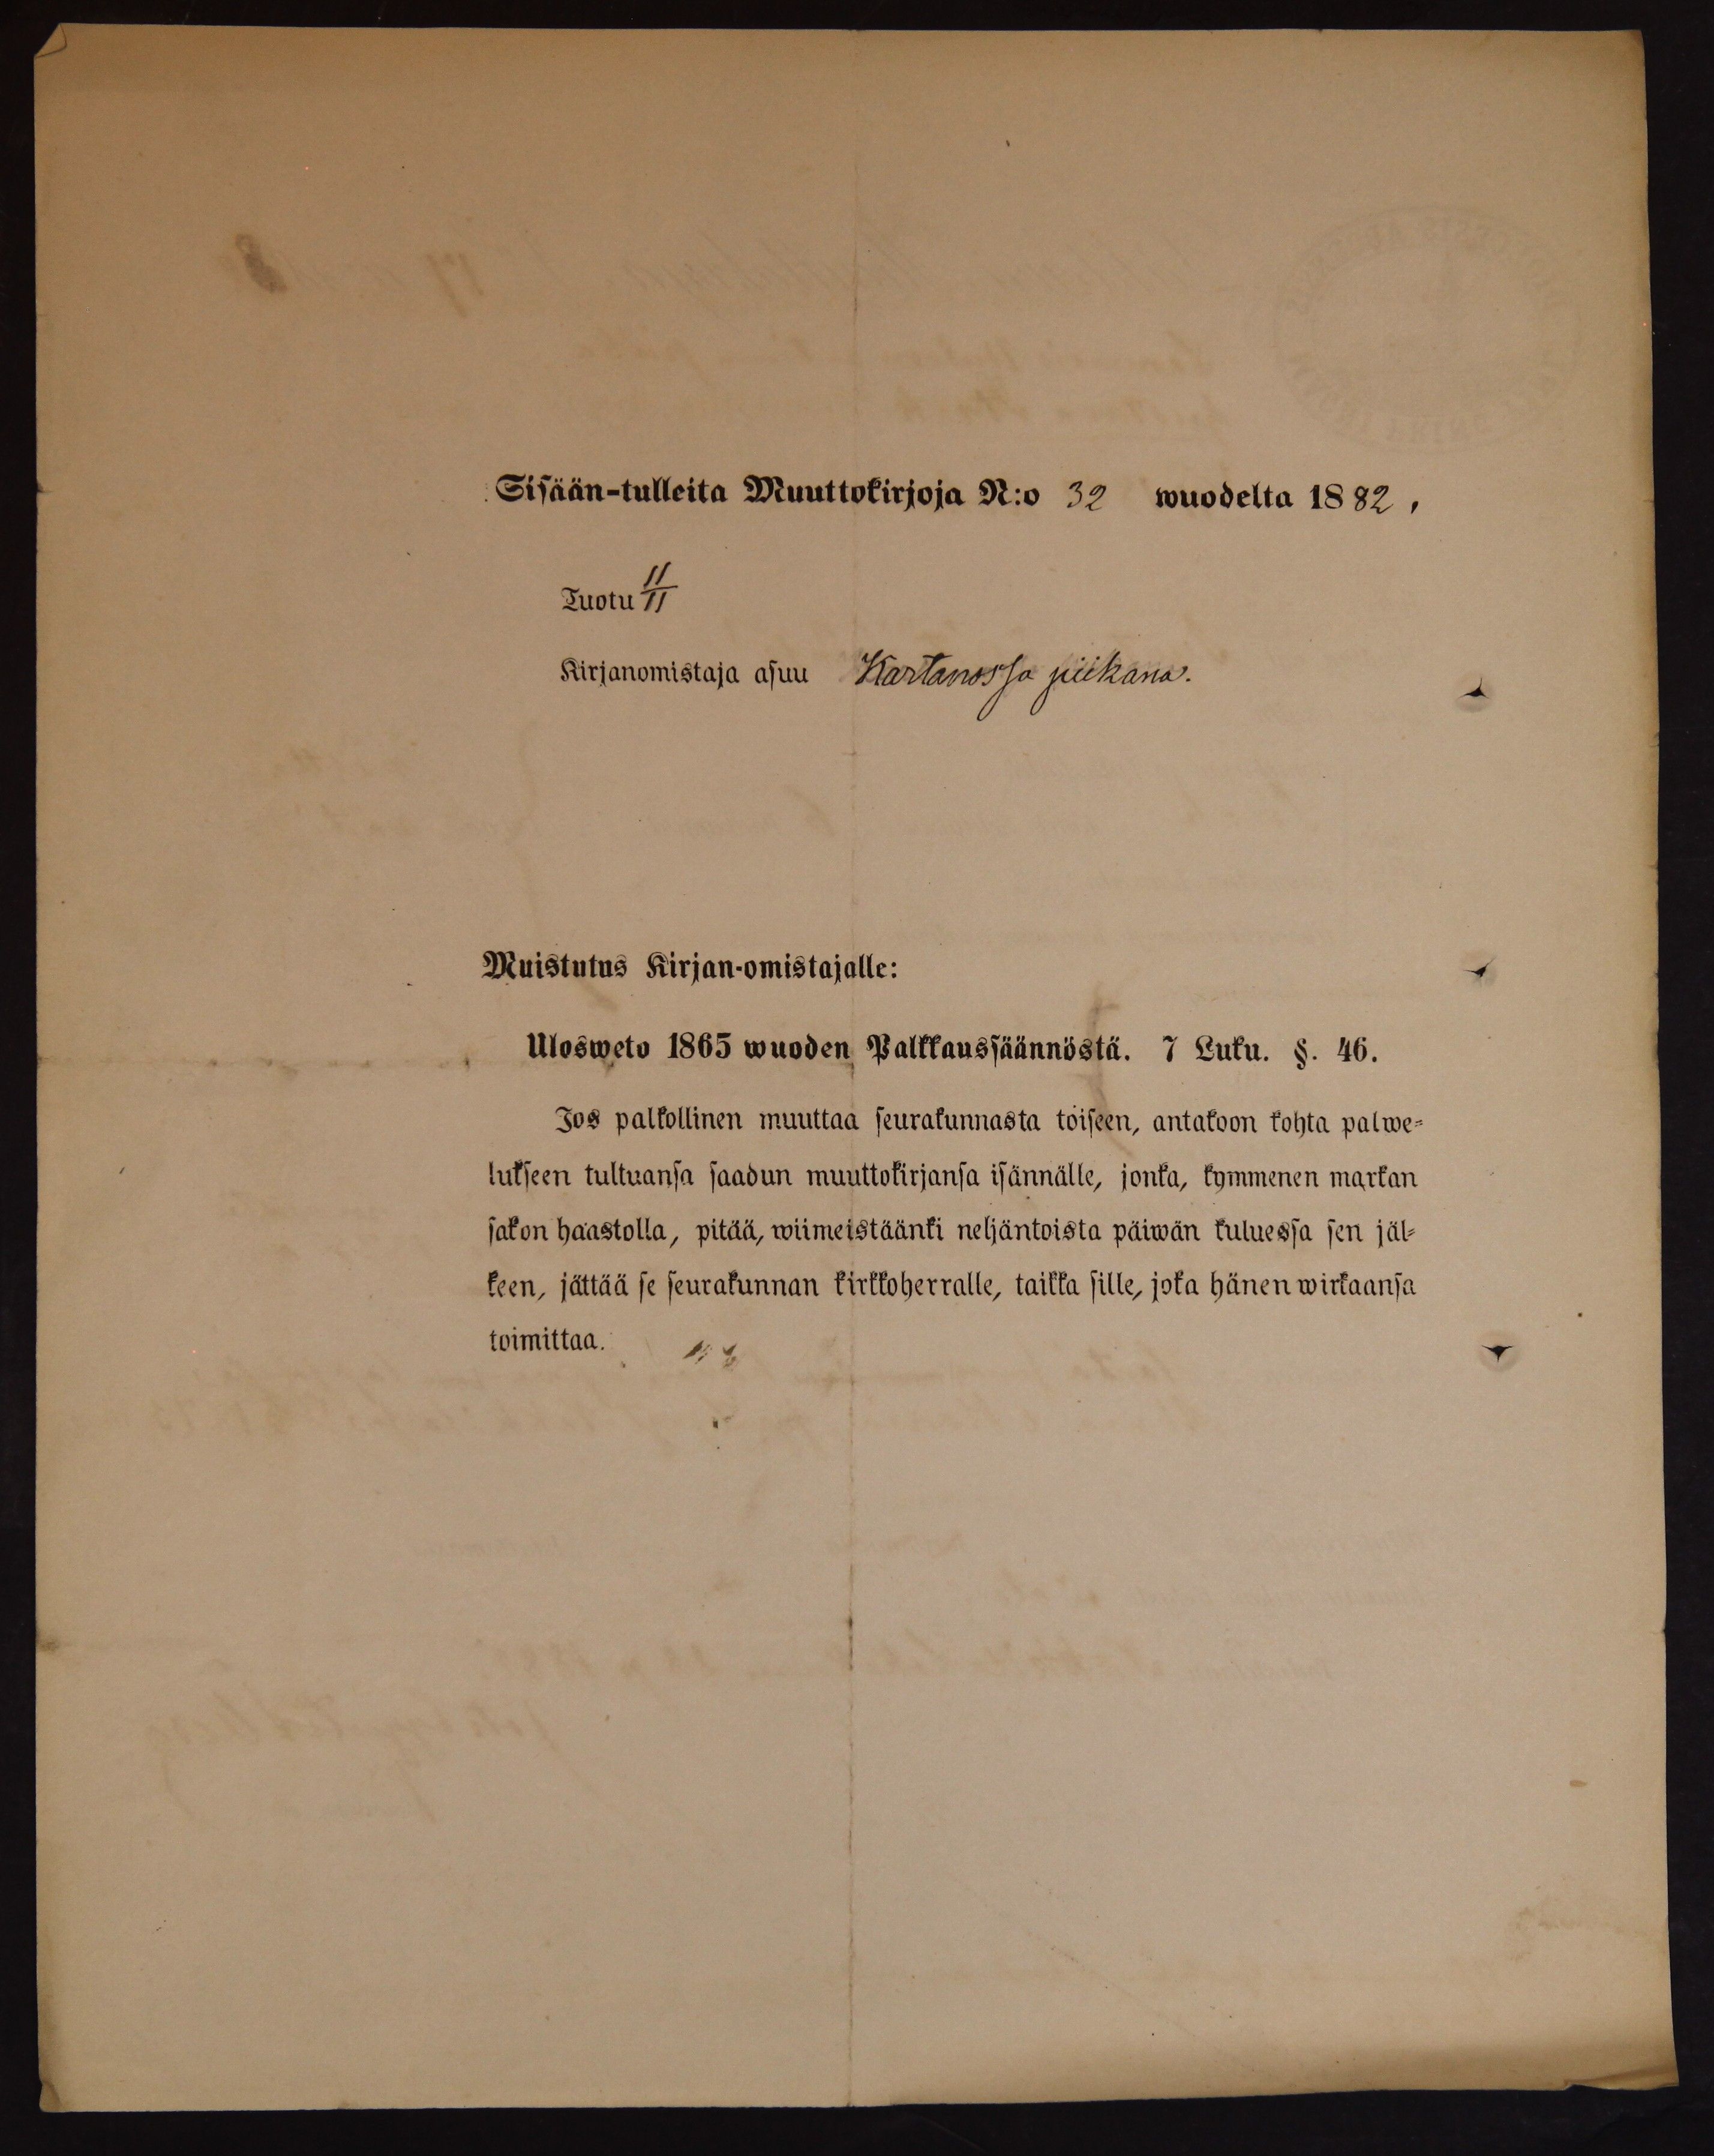 Sisään-tulleita Muuttokirjoja N:o 32 wuodelta 1882,
Tuotu 11/11
Kirjanomistaja asuu Kartanossa piikana.
Muistutus Kirjan-omistajalle:
Ulosweto 1865 wuoden Palkkaussäännöstä. 7 Luku. §. 46.
Jos palkollinen muuttaa seurakunnasta toiseen, antakoon kohta palwe-
lukseen tultuansa saadun muuttokirjansa isännälle, jonka, kymmenen markan
sakon haastolla, pitää, wiimeistäänki neljäntoista päiwän kuluessa sen jäl-
keen, jättää se seurakunnan kirkkoherralle, taikka sille, joka hänen wirkaansa
toimittaa.